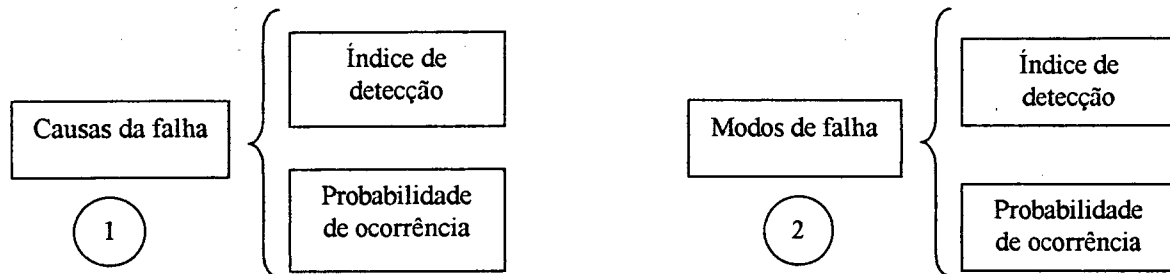 Causas da falha
1
Índice de
detecção
Probabilidade
de ocorrência
Modos de falha
2
Índice de
detecção
Probabilidade
de ocorrência